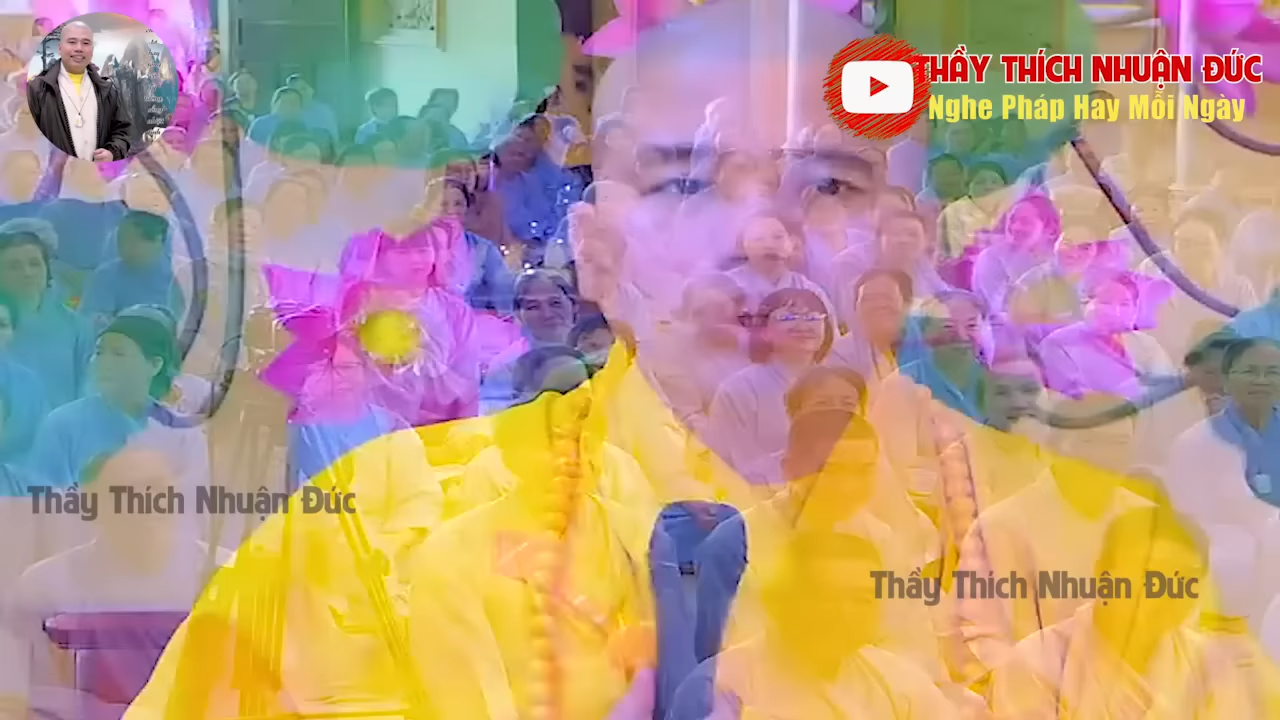 THẦY THÍCH NHUẬN ĐỨC
Nghe Pháp Hay Mỗi Ngày
Thầy Thích Nhuận Đức
Thầy Thích Nhuận Đức